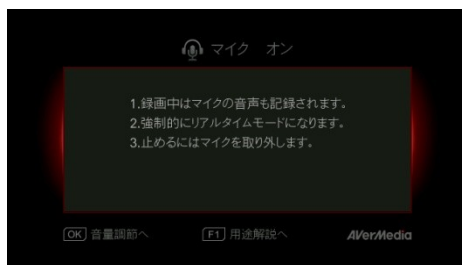 マイク オン
1.録画中はマイクの音声も記録されます。
2.強制的にリアルタイムモードになります。
3.止めるにはマイクを取り外します。
OK 音量調節へ F1 用途解説へ AVerMedia